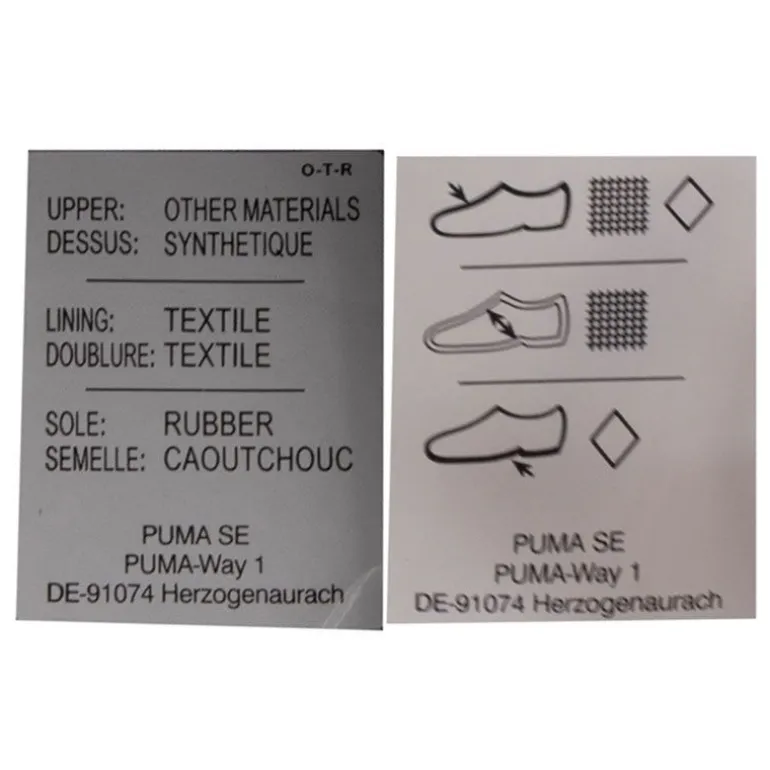 O-T-R
UPPER: OTHER MATERIALS
DESSUS: SYNTHETIQUE
LINING: TEXTILE
DOUBLURE: TEXTILE
SOLE: RUBBER
SEMELLE: CAOUTCHOUC
PUMA SE
PUMA-Way 1
DE-91074 Herzogenaurach
PUMA SE
PUMA-Way 1
DE-91074 Herzogenaurach